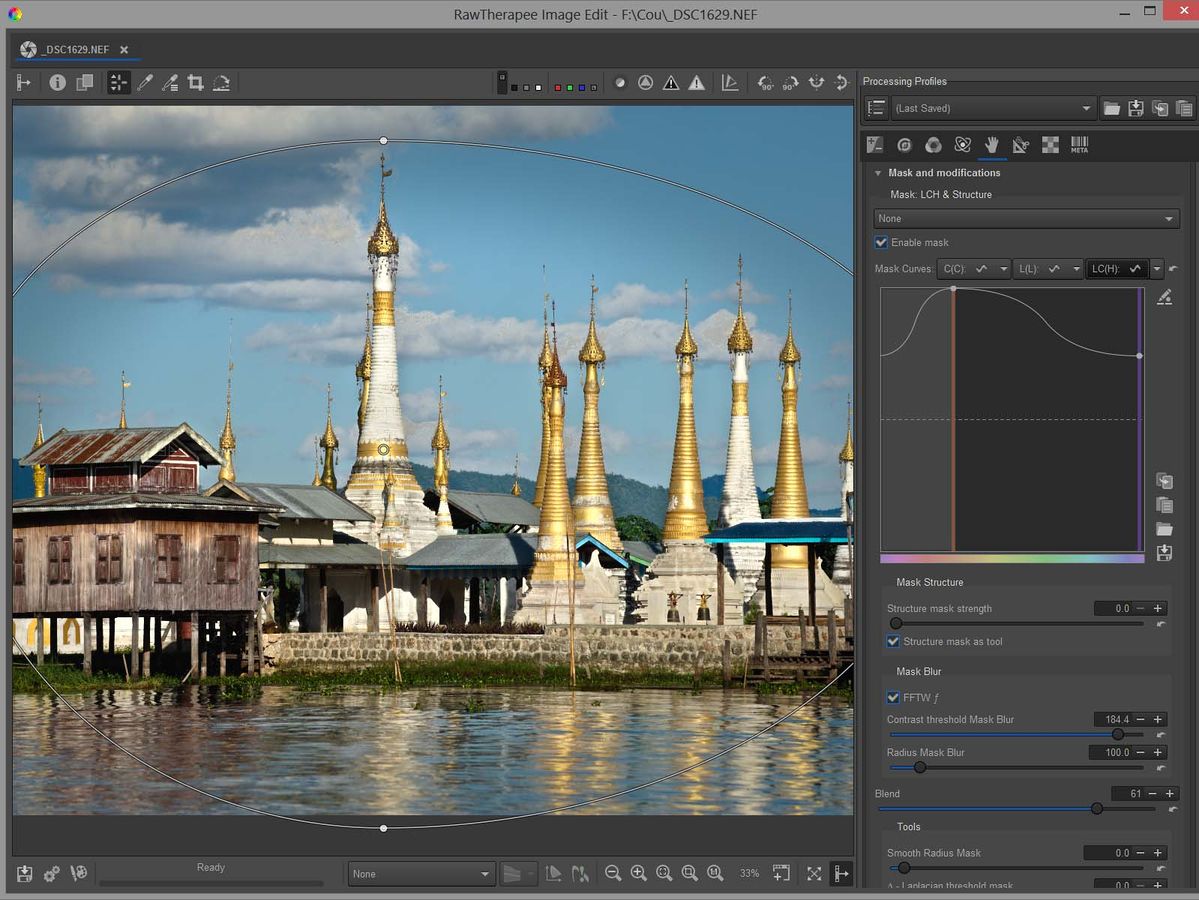 RawTherapee Image Edit - F:\Cou\_DSC1629.NEF
_DSC1629.NEF
90° 90°
Processing Profiles
(Last Saved)
META
Mask and modifications
Mask: LCH & Structure
None
Enable mask
Mask Curves: C(C): L(L): LC(H):
Mask Structure
Structure mask strength 0.0
Structure mask as tool
Mask Blur
FFTW ƒ
Contrast threshold Mask Blur 184.4
Radius Mask Blur 100.0
Blend 61
Tools
Smooth Radius Mask 0.0
Laplacian threshold mask 0.0
Ready
None
33%